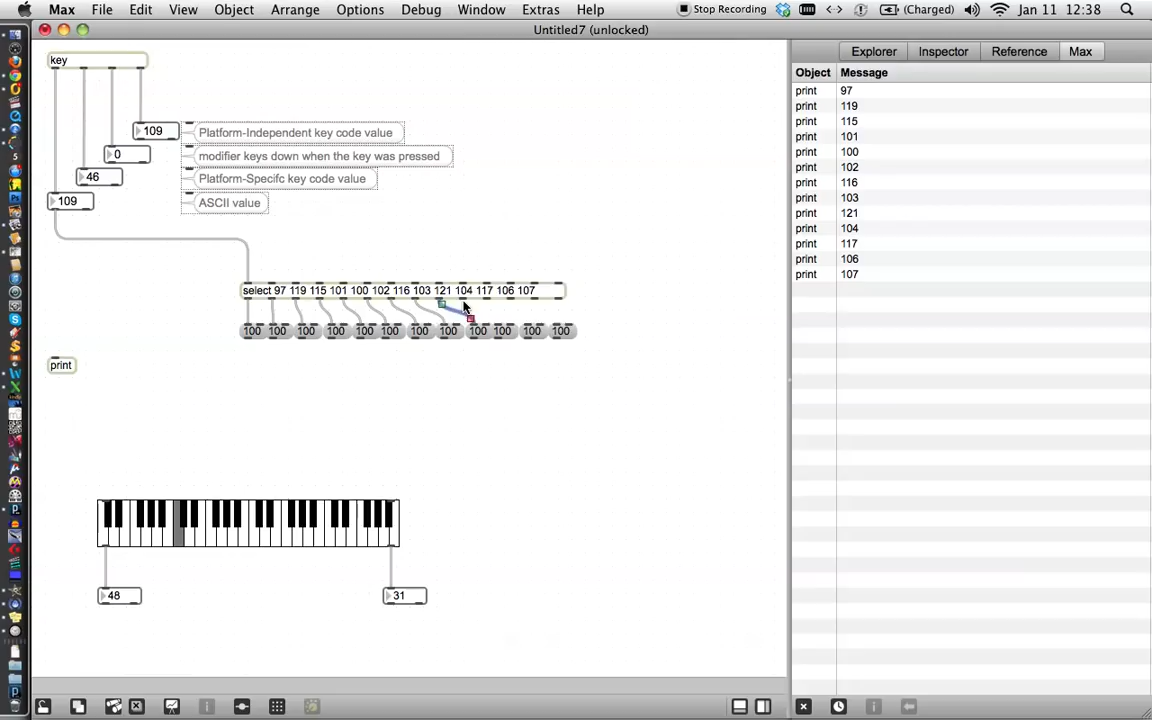 Max File Edit View Object Arrange Options Debug Window Extras Help Stop Recording (Charged) Jan 11 12:38
Untitled7 (unlocked)
Explorer Inspector Reference Max
key
Object Message
print 97
print 119
print 115
print 101
print 100
print 102
print 116
print 103
print 121
print 104
print 117
print 106
print 107
109 Platform-Independent key code value
0 modifier keys down when the key was pressed
46 Platform-Specifc key code value
109 ASCII value
select 97 119 115 101 100 102 116 103 121 104 117 106 107
100 100 100 100 100 100 100 100 100 100 100 100
print
48 31